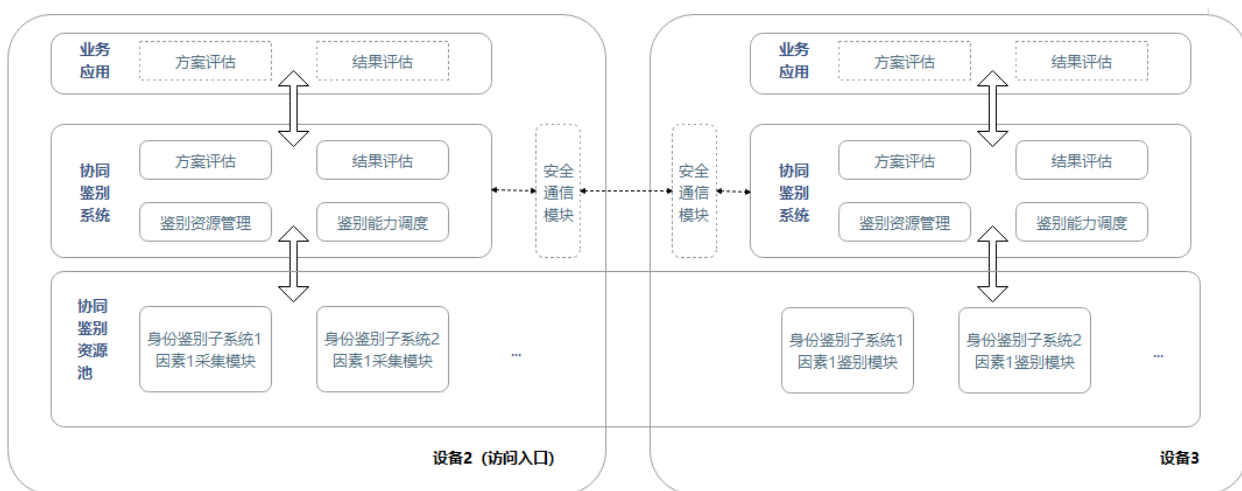 业务
应用
方案评估
结果评估
协同
鉴别
系统
方案评估
结果评估
鉴别资源管理
鉴别能力调度
安全
通信
模块
安全
通信
模块
业务
应用
方案评估
结果评估
协同
鉴别
系统
方案评估
结果评估
鉴别资源管理
鉴别能力调度
协同
鉴别
资源
池
身份鉴别子系统1
因素1采集模块
身份鉴别子系统2
因素1采集模块
...
身份鉴别子系统1
因素1鉴别模块
身份鉴别子系统2
因素1鉴别模块
...
设备2（访问入口）
设备3